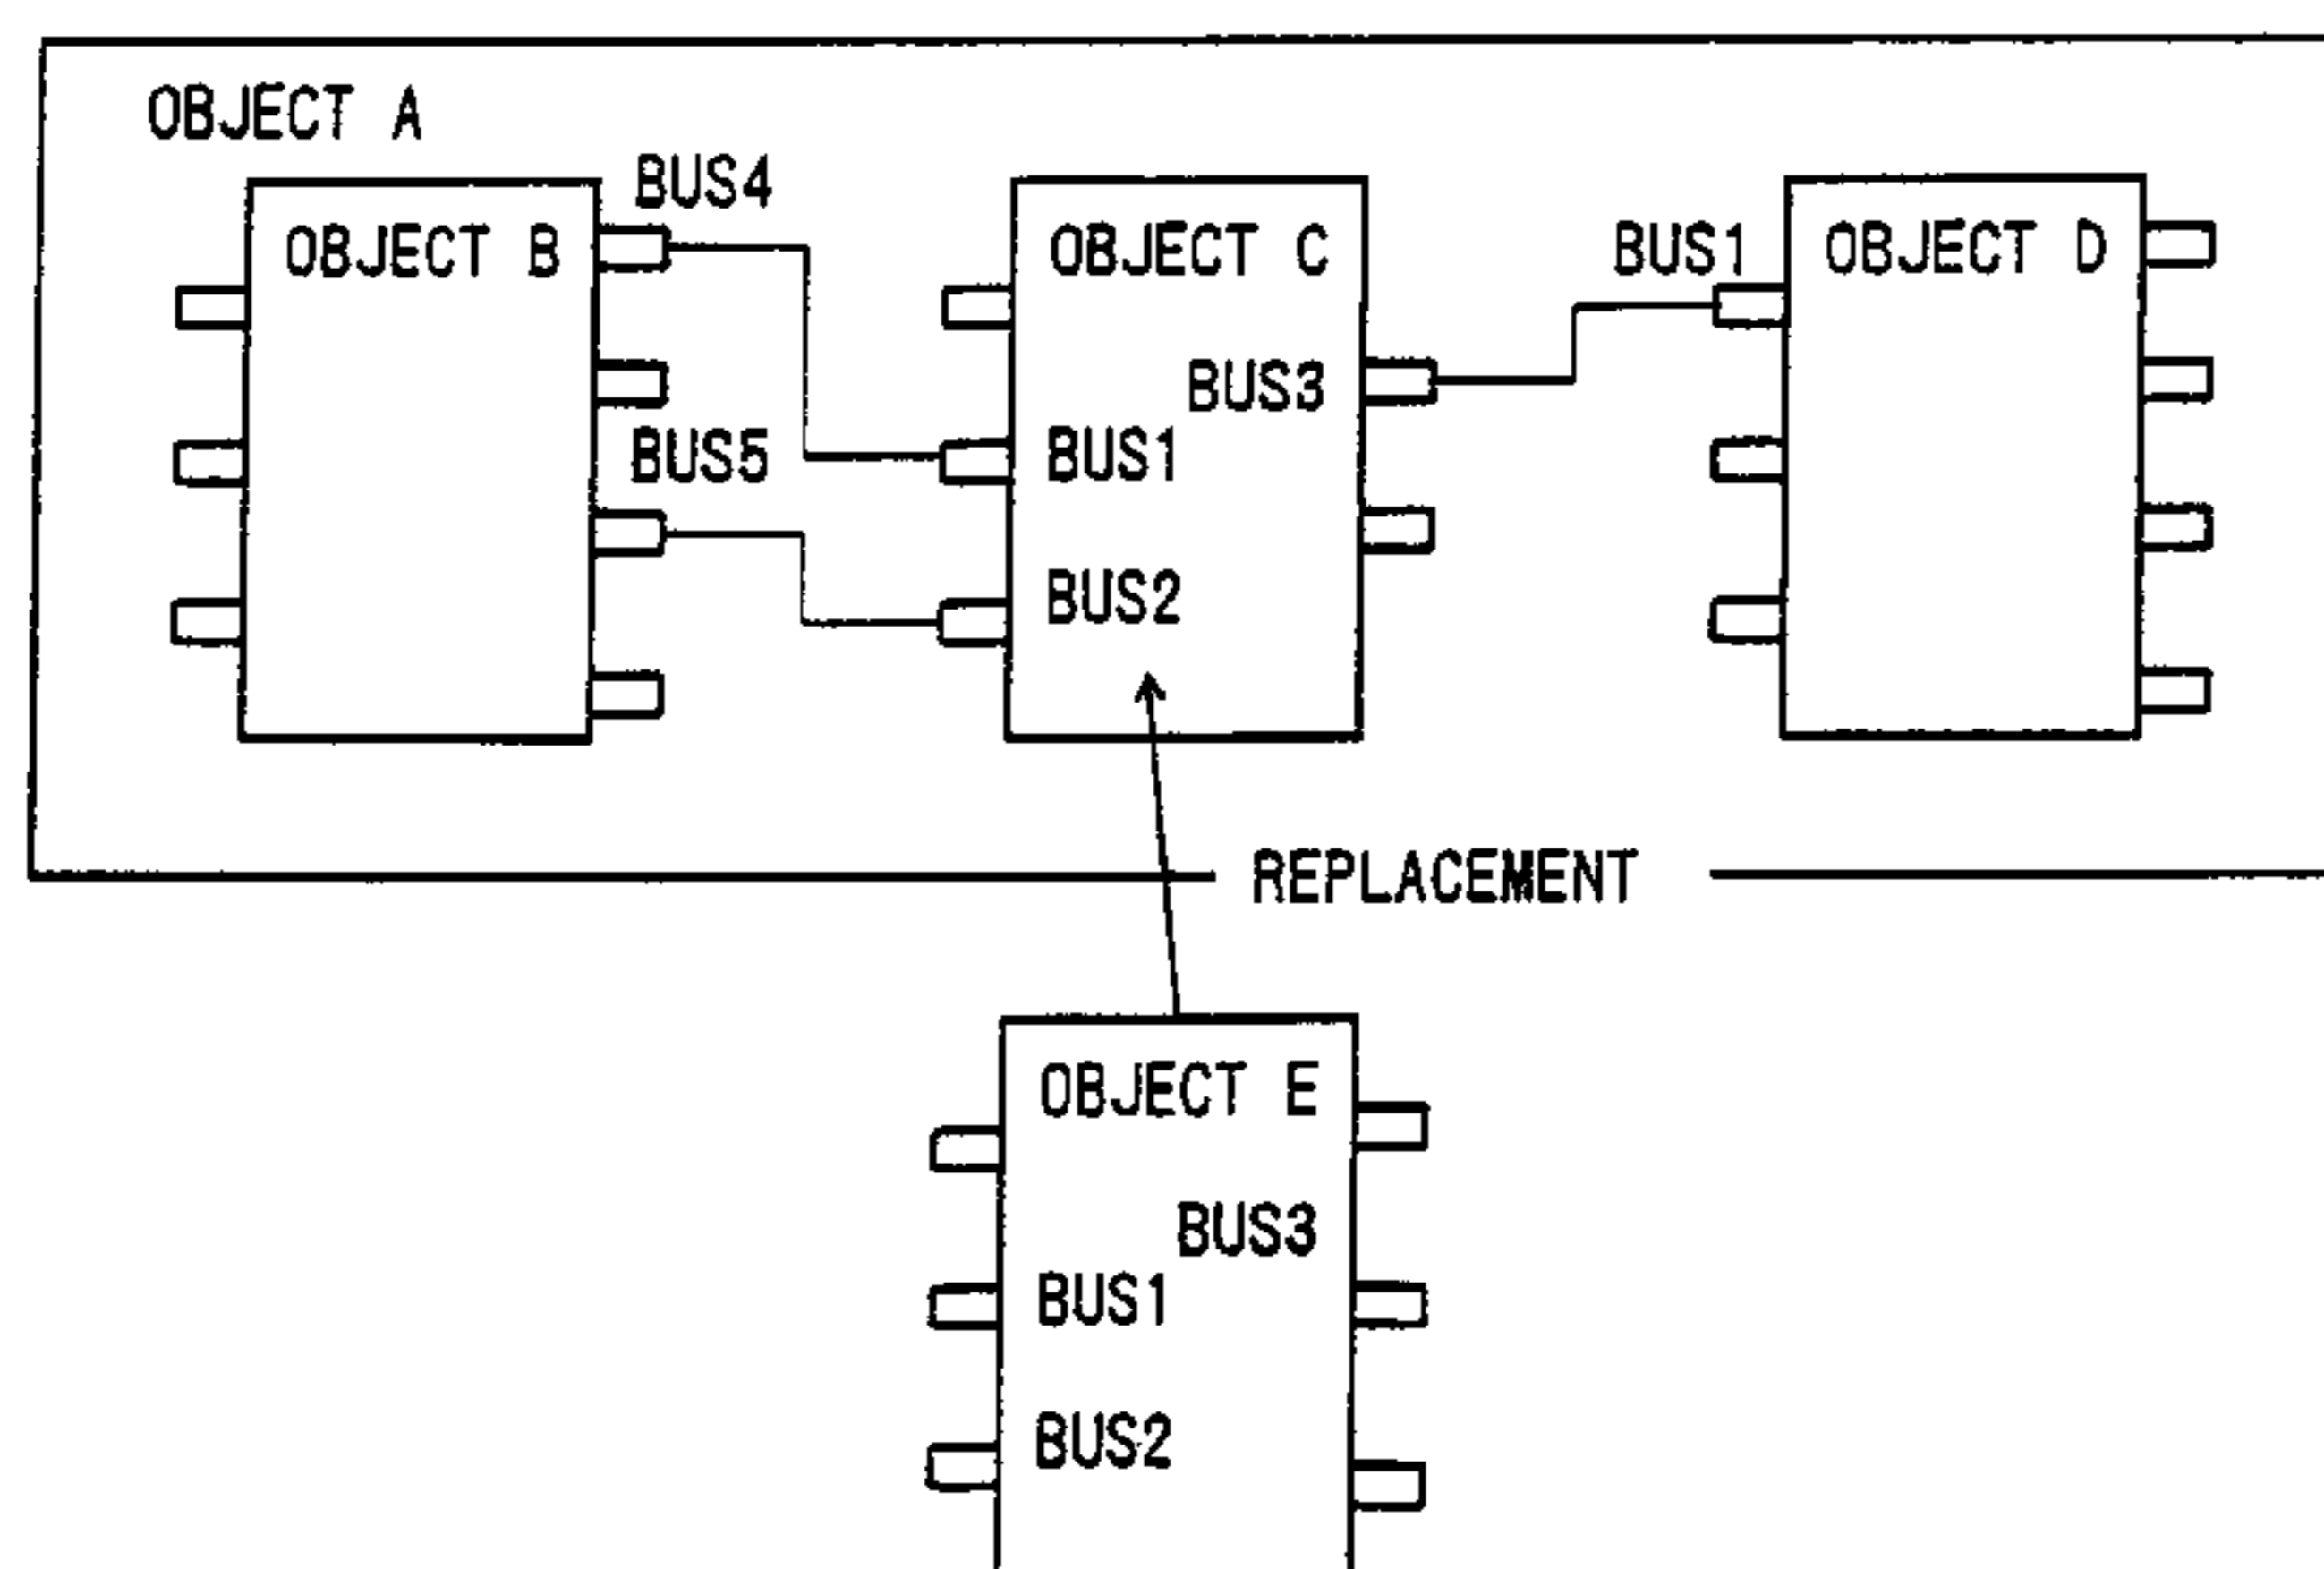 OBJECT A
BUS4
OBJECT B
OBJECT C
BUS1
OBJECT D
BUS3
BUS5
BUS1
BUS2
REPLACEMENT
OBJECT E
BUS3
BUS1
BUS2